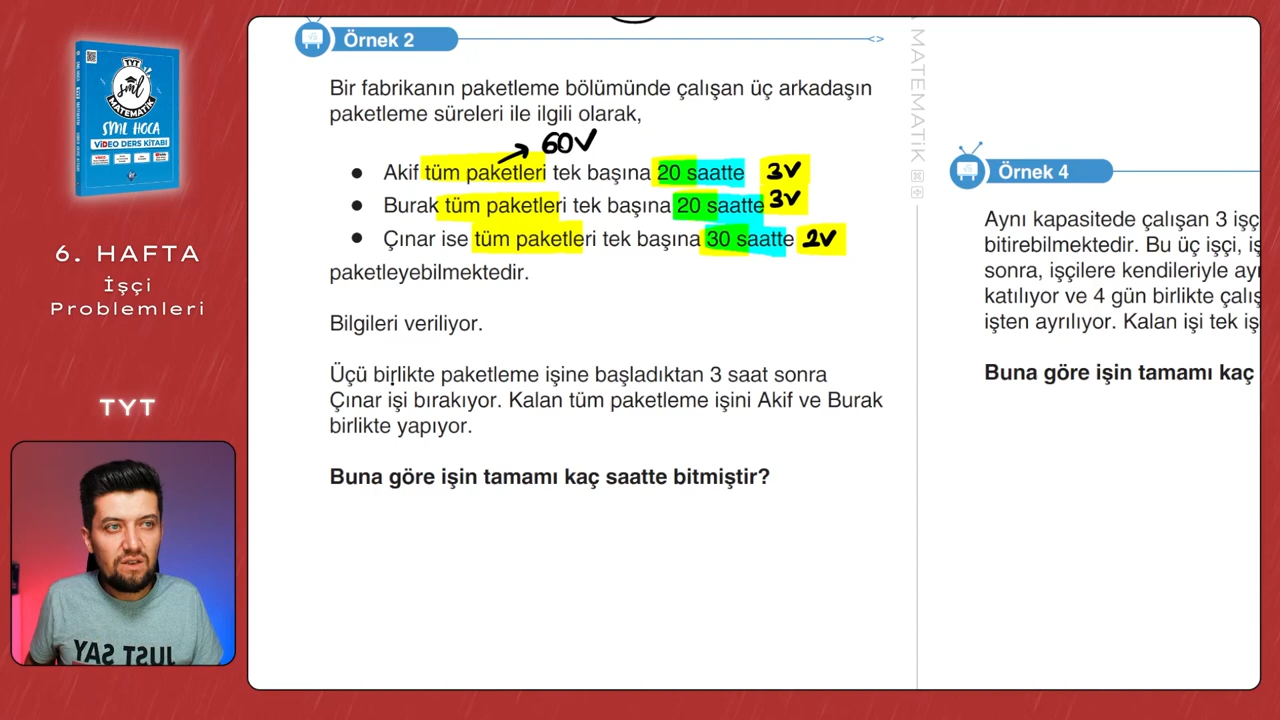 TYT
sml
MATEMATİK
SML HOCA
VİDEO DERS KİTABI
6. HAFTA
İşçi
Problemleri
TYT
JUST SAY
Örnek 2
<>
Bir fabrikanın paketleme bölümünde çalışan üç arkadaşın
paketleme süreleri ile ilgili olarak,
60✓
● Akif tüm paketleri tek başına 20 saatte 3✓
● Burak tüm paketleri tek başına 20 saatte 3✓
● Çınar ise tüm paketleri tek başına 30 saatte 2✓
paketleyebilmektedir.
Bilgileri veriliyor.
Üçü birlikte paketleme işine başladıktan 3 saat sonra
Çınar işi bırakıyor. Kalan tüm paketleme işini Akif ve Burak
birlikte yapıyor.
Buna göre işin tamamı kaç saatte bitmiştir?
MATEMATİK
Örnek 4
Aynı kapasitede çalışan 3 işç
bitirebilmektedir. Bu üç işçi, iş
sonra, işçilere kendileriyle ayn
katılıyor ve 4 gün birlikte çalış
işten ayrılıyor. Kalan işi tek iş
Buna göre işin tamamı kaç